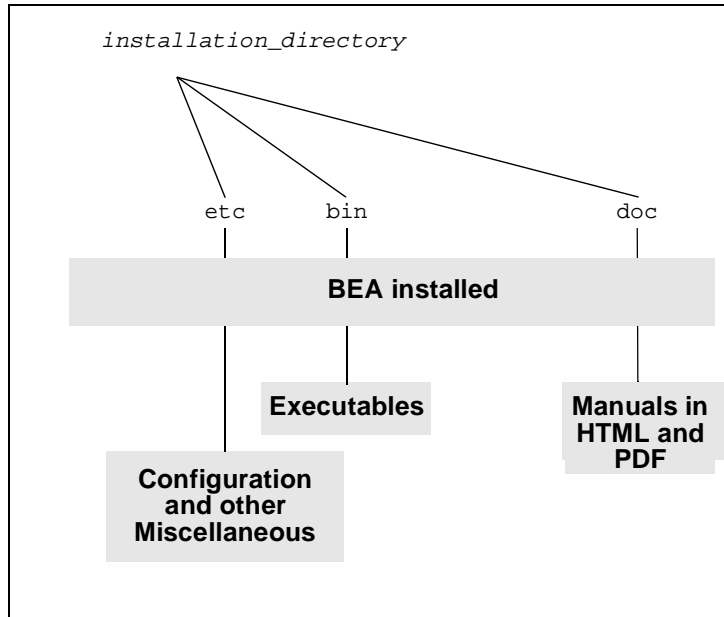 installation_directory
etc bin doc
BEA installed
Executables
Manuals in
HTML and
PDF
Configuration
and other
Miscellaneous